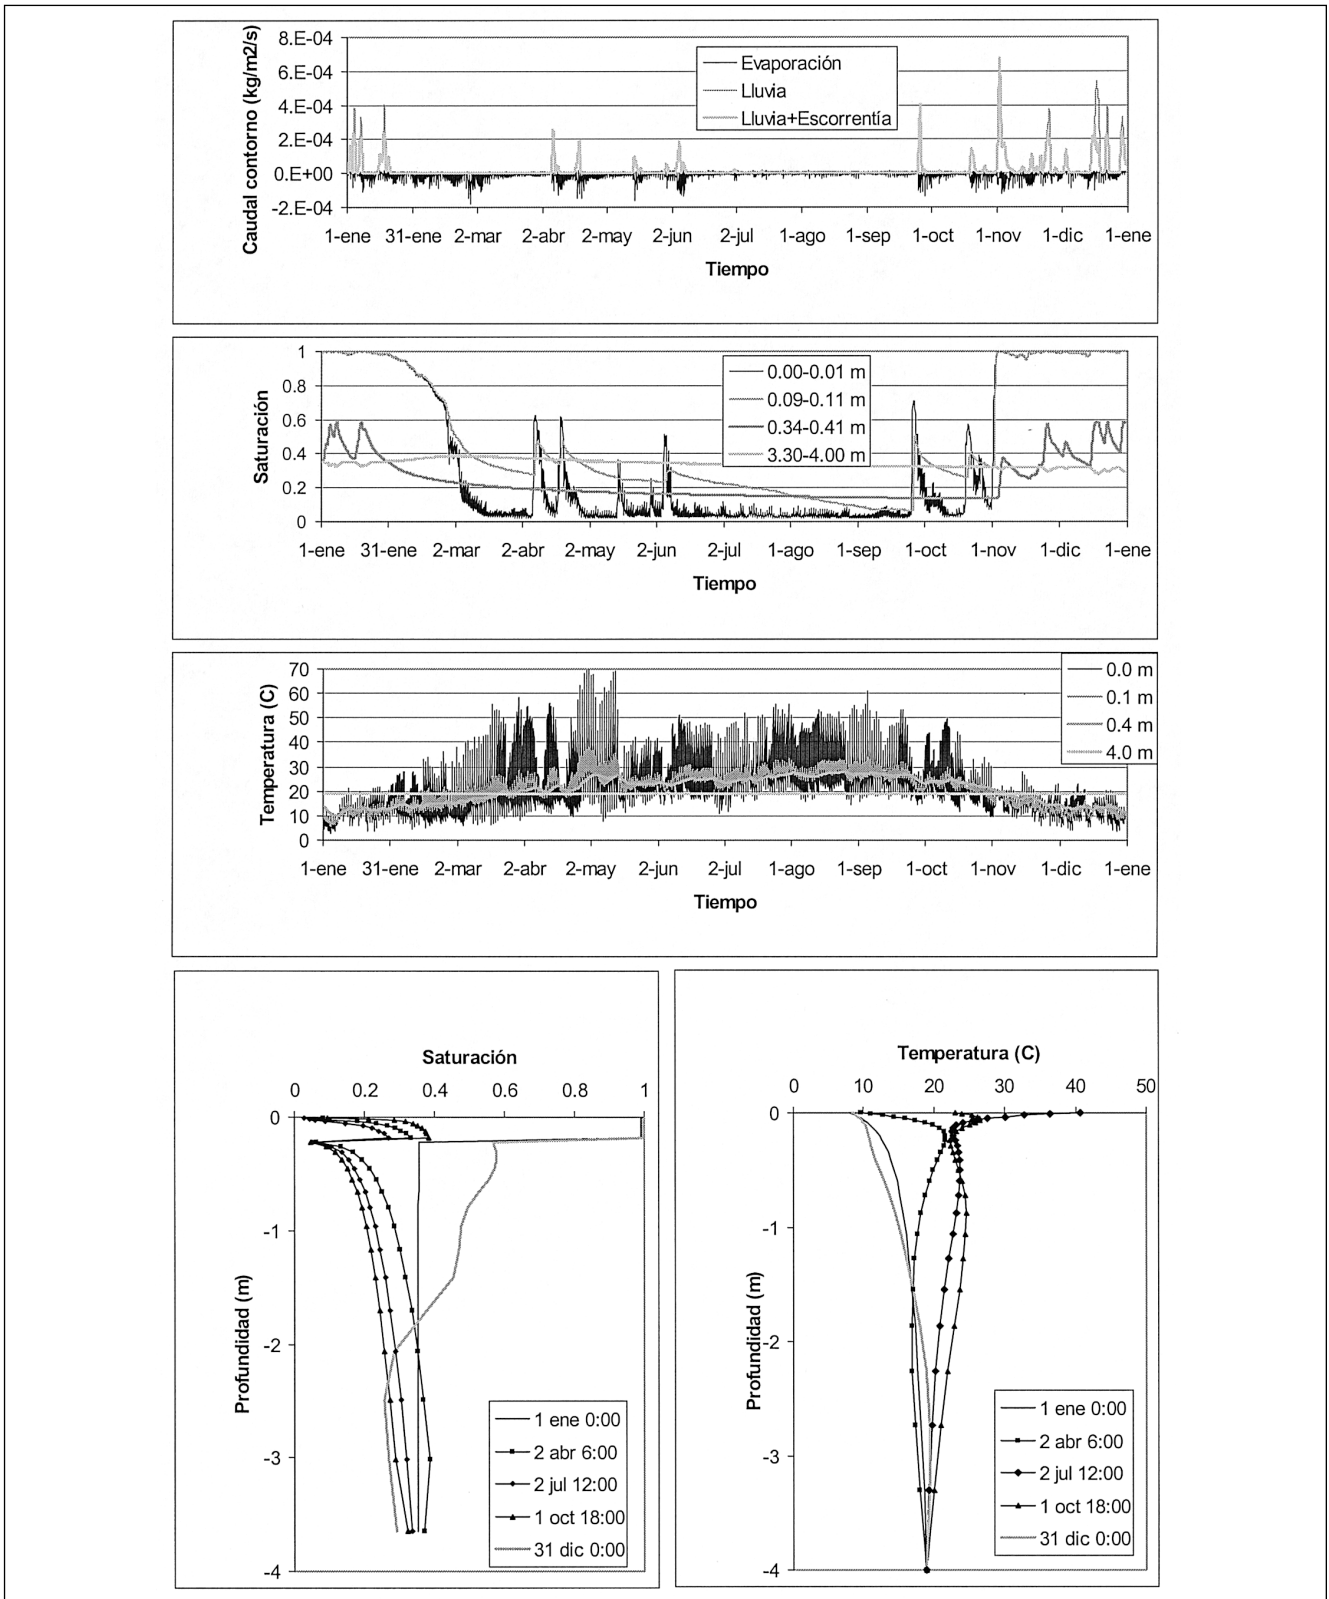 Caudal contorno (kg/m2/s)
8.E-04
6.E-04
4.E-04
2.E-04
0.E+00
-2.E-04
Evaporación
Lluvia
Lluvia+Escorrentía
1-ene 31-ene 2-mar 2-abr 2-may 2-jun 2-jul 1-ago 1-sep 1-oct 1-nov 1-dic 1-ene
Tiempo
Saturación
1
0.8
0.6
0.4
0.2
0
0.00-0.01 m
0.09-0.11 m
0.34-0.41 m
3.30-4.00 m
1-ene 31-ene 2-mar 2-abr 2-may 2-jun 2-jul 1-ago 1-sep 1-oct 1-nov 1-dic 1-ene
Tiempo
Temperatura (C)
70
60
50
40
30
20
10
0
0.0 m
0.1 m
0.4 m
4.0 m
1-ene 31-ene 2-mar 2-abr 2-may 2-jun 2-jul 1-ago 1-sep 1-oct 1-nov 1-dic 1-ene
Tiempo
Saturación
0 0.2 0.4 0.6 0.8 1
Profundidad (m)
0
-1
-2
-3
-4
1 ene 0:00
2 abr 6:00
2 jul 12:00
1 oct 18:00
31 dic 0:00
Temperatura (C)
0 10 20 30 40 50
Profundidad (m)
0
-1
-2
-3
-4
1 ene 0:00
2 abr 6:00
2 jul 12:00
1 oct 18:00
31 dic 0:00